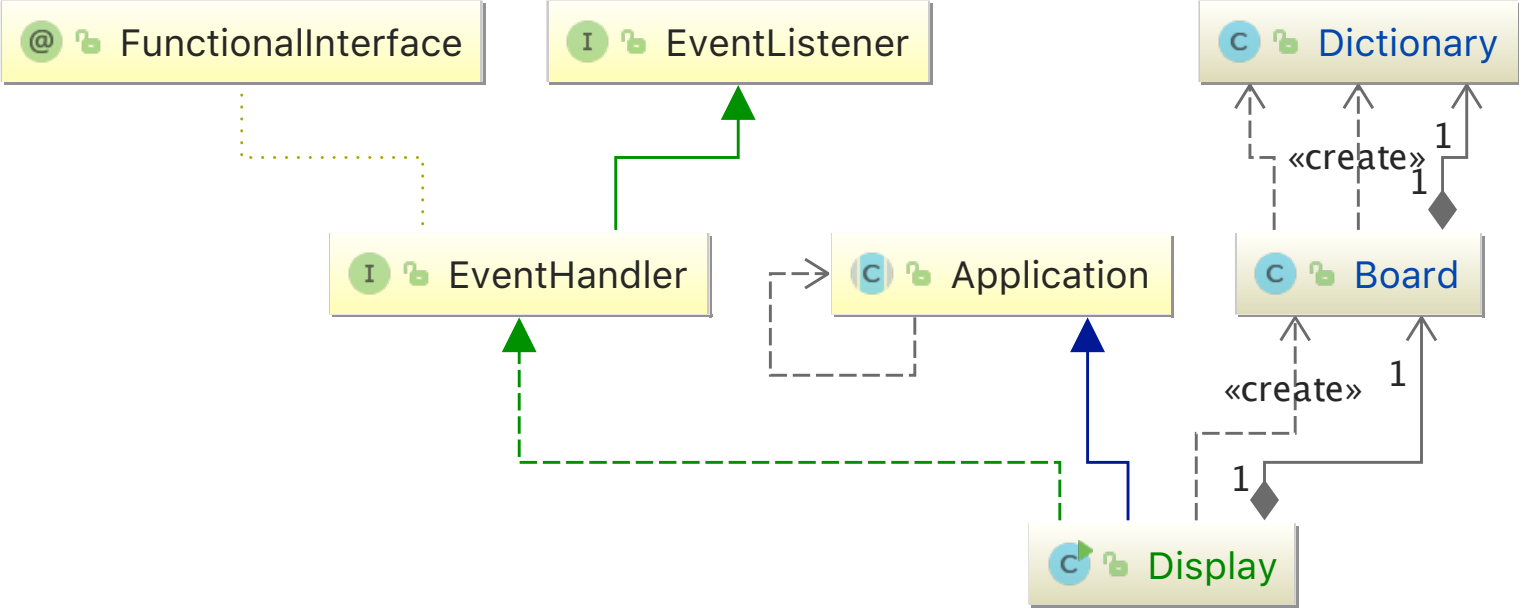 @ FunctionalInterface
I EventListener
C Dictionary
1
«create»
1
I EventHandler
C Application
C Board
1
«create»
1
C Display